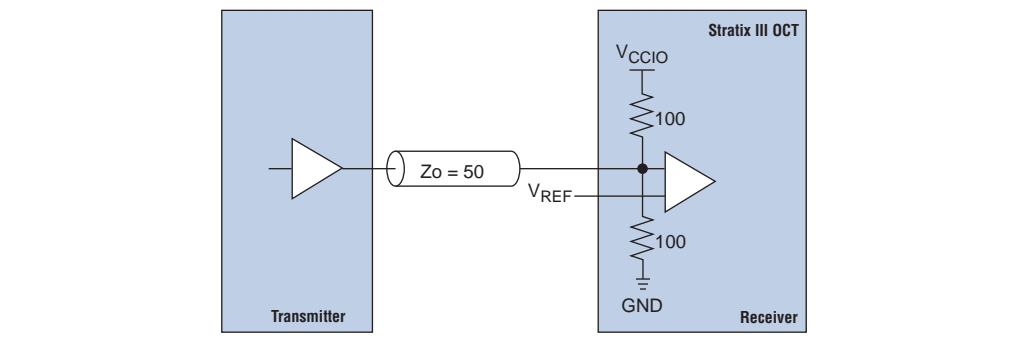 Stratix III OCT
VCCIO
100
Zo = 50
VREF
100
GND
Transmitter
Receiver